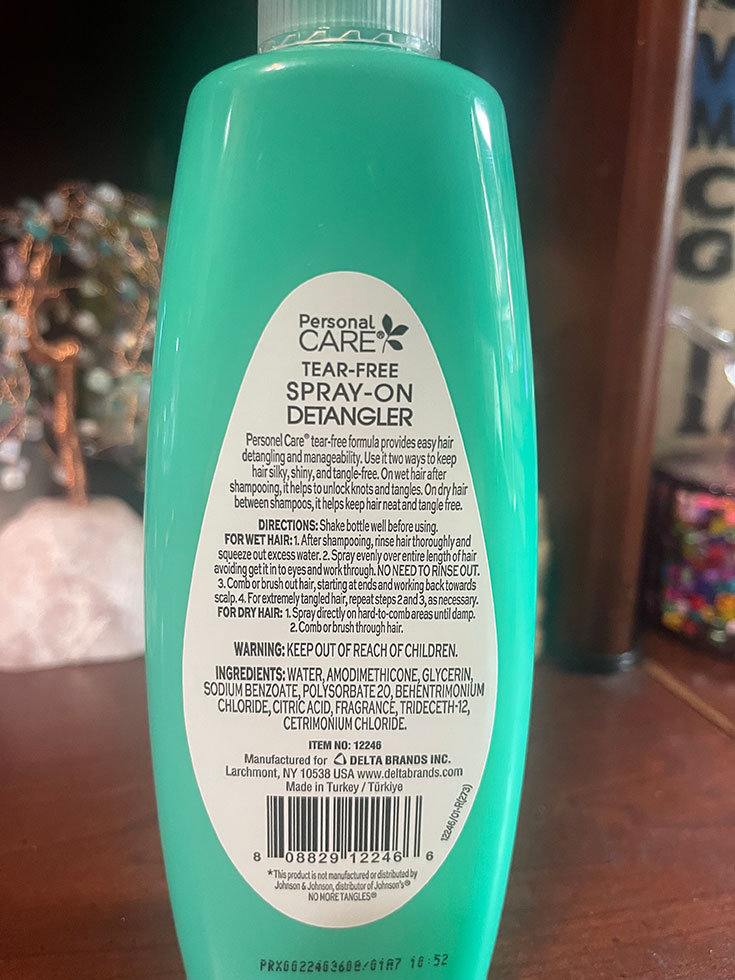 Personal
CARE®
TEAR-FREE
SPRAY-ON
DETANGLER
Personel Care® tear-free formula provides easy hair
detangling and manageability. Use it two ways to keep
hair silky, shiny, and tangle-free. On wet hair after
shampooing, it helps to unlock knots and tangles. On dry hair
between shampoos, it helps keep hair neat and tangle free.
DIRECTIONS: Shake bottle well before using.
FOR WET HAIR: 1. After shampooing, rinse hair thoroughly and
squeeze out excess water. 2. Spray evenly over entire length of hair
avoiding get it in to eyes and work through. NO NEED TO RINSE OUT.
3. Comb or brush out hair, starting at ends and working back towards
scalp. 4. For extremely tangled hair, repeat steps 2 and 3, as necessary.
FOR DRY HAIR: 1. Spray directly on hard-to-comb areas until damp.
2. Comb or brush through hair.
WARNING: KEEP OUT OF REACH OF CHILDREN.
INGREDIENTS: WATER, AMODIMETHICONE, GLYCERIN,
SODIUM BENZOATE, POLYSORBATE 20, BEHENTRIMONIUM
CHLORIDE, CITRIC ACID, FRAGRANCE, TRIDECETH-12,
CETRIMONIUM CHLORIDE.
ITEM NO: 12246
Manufactured for DELTA BRANDS INC.
Larchmont, NY 10538 USA www.deltabrands.com
Made in Turkey / Türkiye
12246/01-R(273)
8 08829 12246 6
*This product is not manufactured or distributed by
Johnson & Johnson, distributor of Johnson's®
NO MORE TANGLES®
10:52